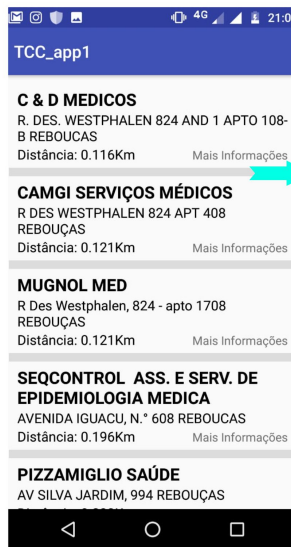 4G 21:0
TCC_app1
C & D MEDICOS
R. DES. WESTPHALEN 824 AND 1 APTO 108-
B REBOUCAS
Distância: 0.116Km Mais Informações
CAMGI SERVIÇOS MÉDICOS
R DES WESTPHALEN 824 APT 408
REBOUÇAS
Distância: 0.121Km Mais Informações
MUGNOL MED
R Des Westphalen, 824 - apto 1708
REBOUÇAS
Distância: 0.121Km Mais Informações
SEQCONTROL ASS. E SERV. DE
EPIDEMIOLOGIA MEDICA
AVENIDA IGUACU, N.° 608 REBOUCAS
Distância: 0.196Km Mais Informações
PIZZAMIGLIO SAÚDE
AV SILVA JARDIM, 994 REBOUÇAS